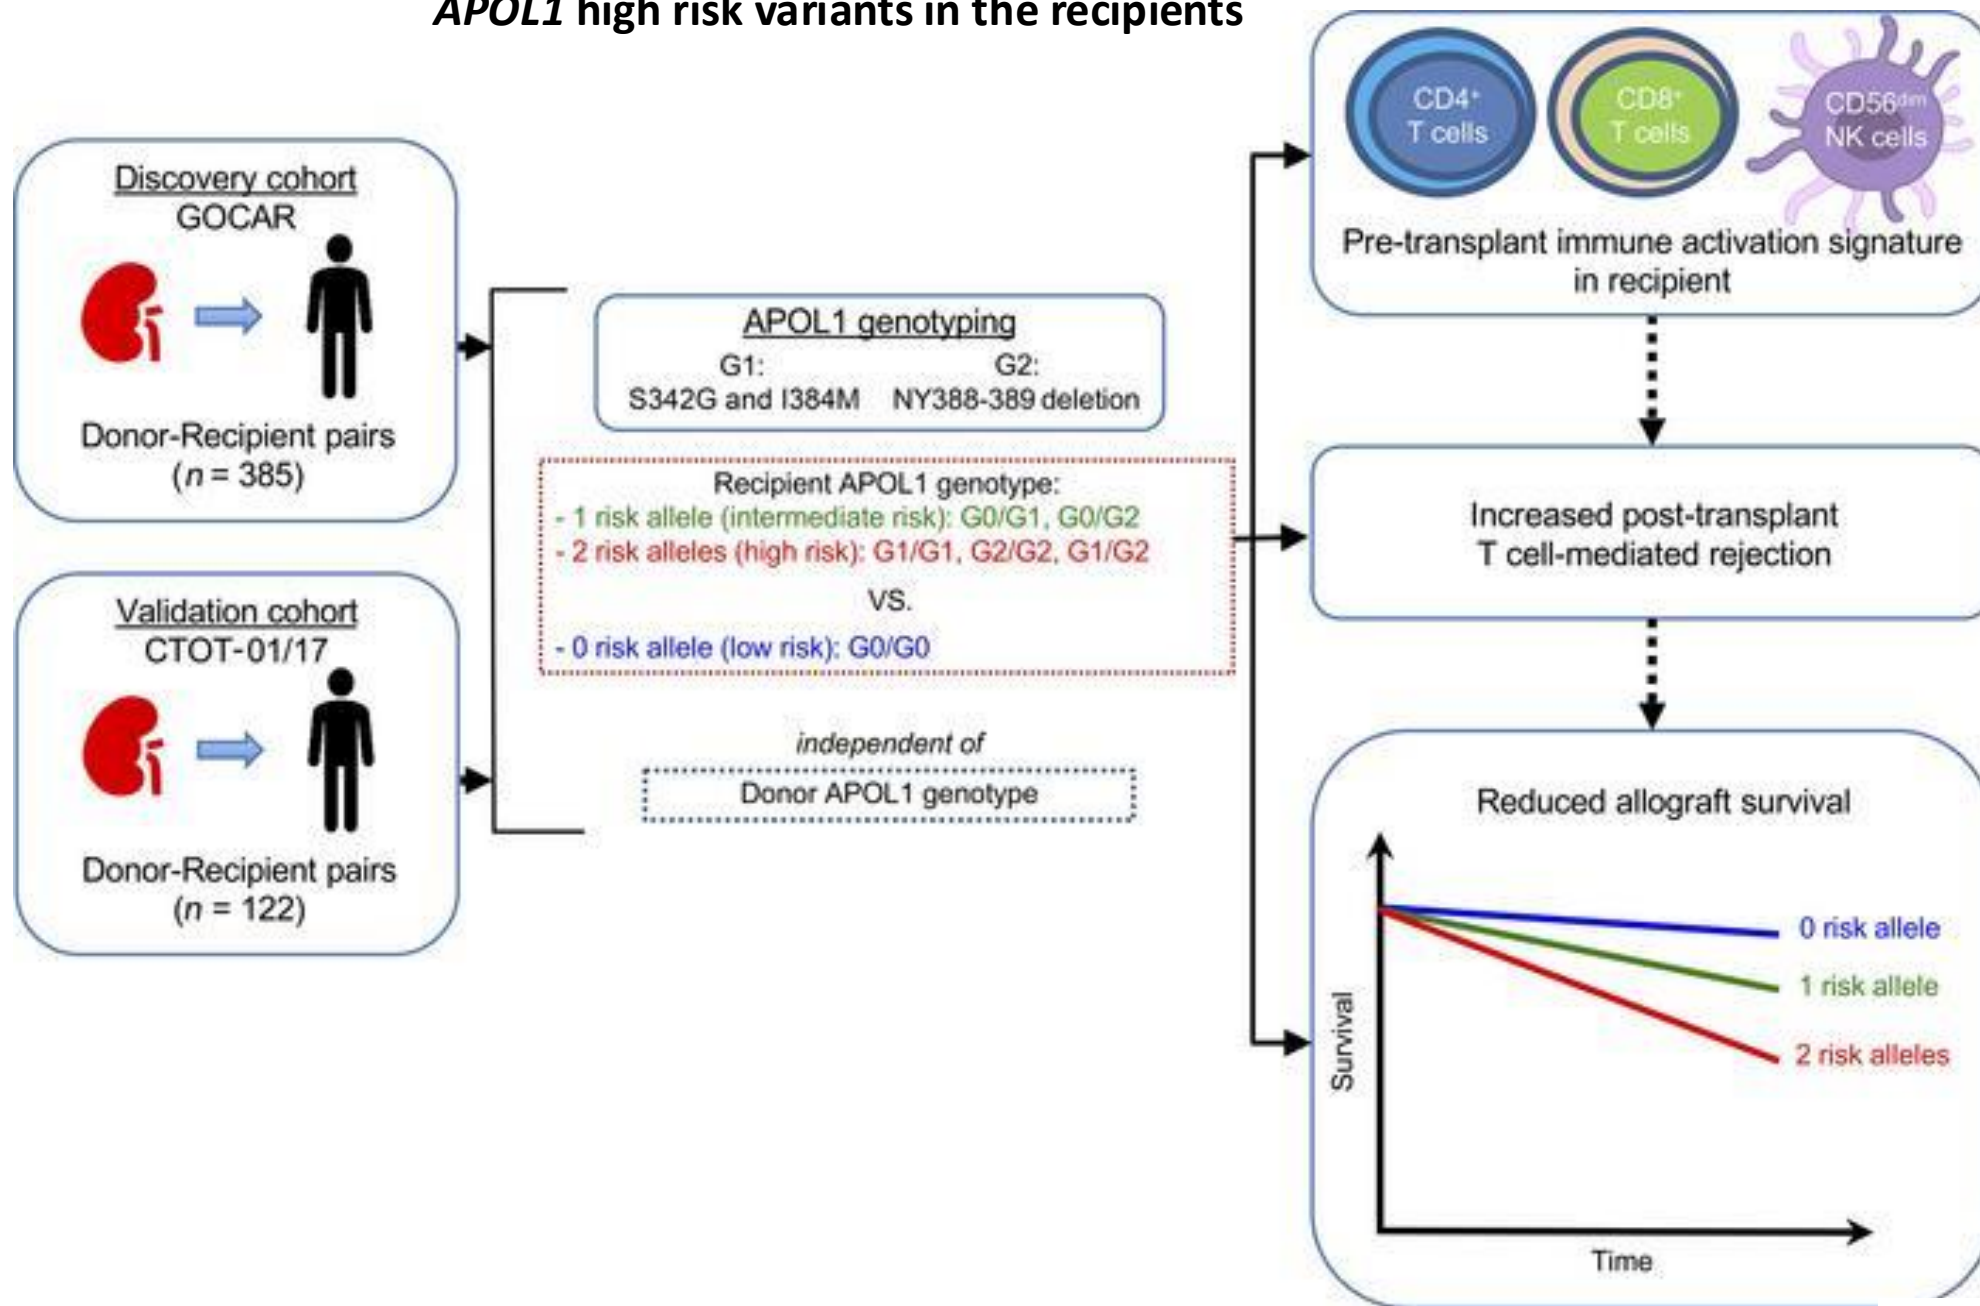 APOL1 high risk variants in the recipients
Discovery cohort
GOCAR
Donor-Recipient pairs
(n = 385)
Validation cohort
CTOT-01/17
Donor-Recipient pairs
(n = 122)
APOL1 genotyping
G1:
S342G and I384M
G2:
NY388-389 deletion
Recipient APOL1 genotype:
- 1 risk allele (intermediate risk): G0/G1, G0/G2
- 2 risk alleles (high risk): G1/G1, G2/G2, G1/G2
VS.
- 0 risk allele (low risk): G0/G0
independent of
Donor APOL1 genotype
CD4⁺
T cells
CD8⁺
T cells
CD56ᵈⁱᵐ
NK cells
Pre-transplant immune activation signature
in recipient
Increased post-transplant
T cell-mediated rejection
Reduced allograft survival
Survival
0 risk allele
1 risk allele
2 risk alleles
Time